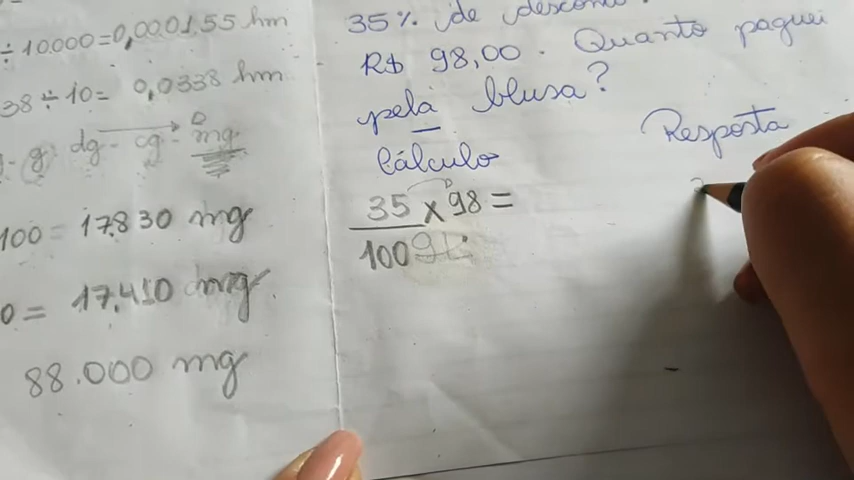 ÷10.000=0,000155 hm
38÷10= 0,0338 hm
g dg - cg - mg
100 = 17.830 mg
0 = 17.410 mg
88.000 mg
35% de
R$ 98,00. Quanto paguei
pela blusa?
Cálculo
35 x 98 =
100
Resposta